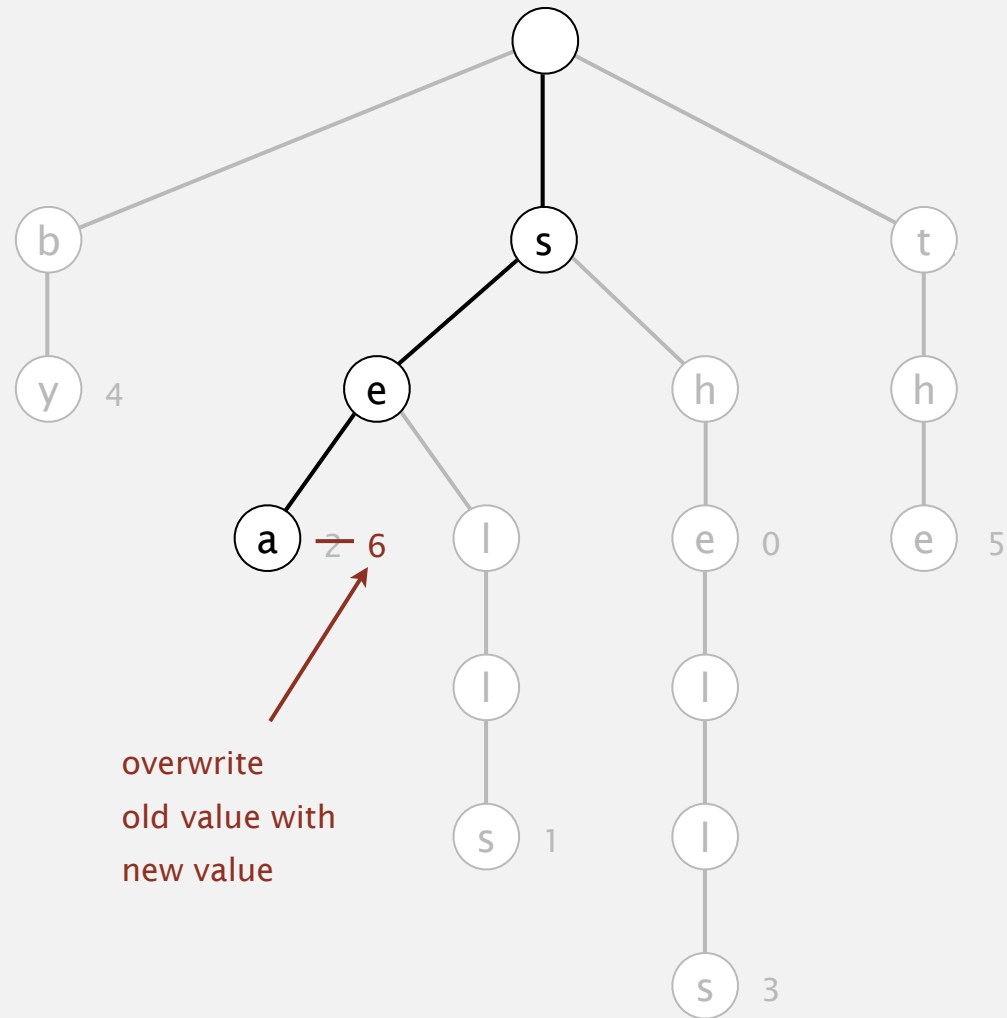 b s t
y 4 e h h
a 2 6 l e 0 e 5
l l
overwrite
old value with
new value
s 1 l
s 3